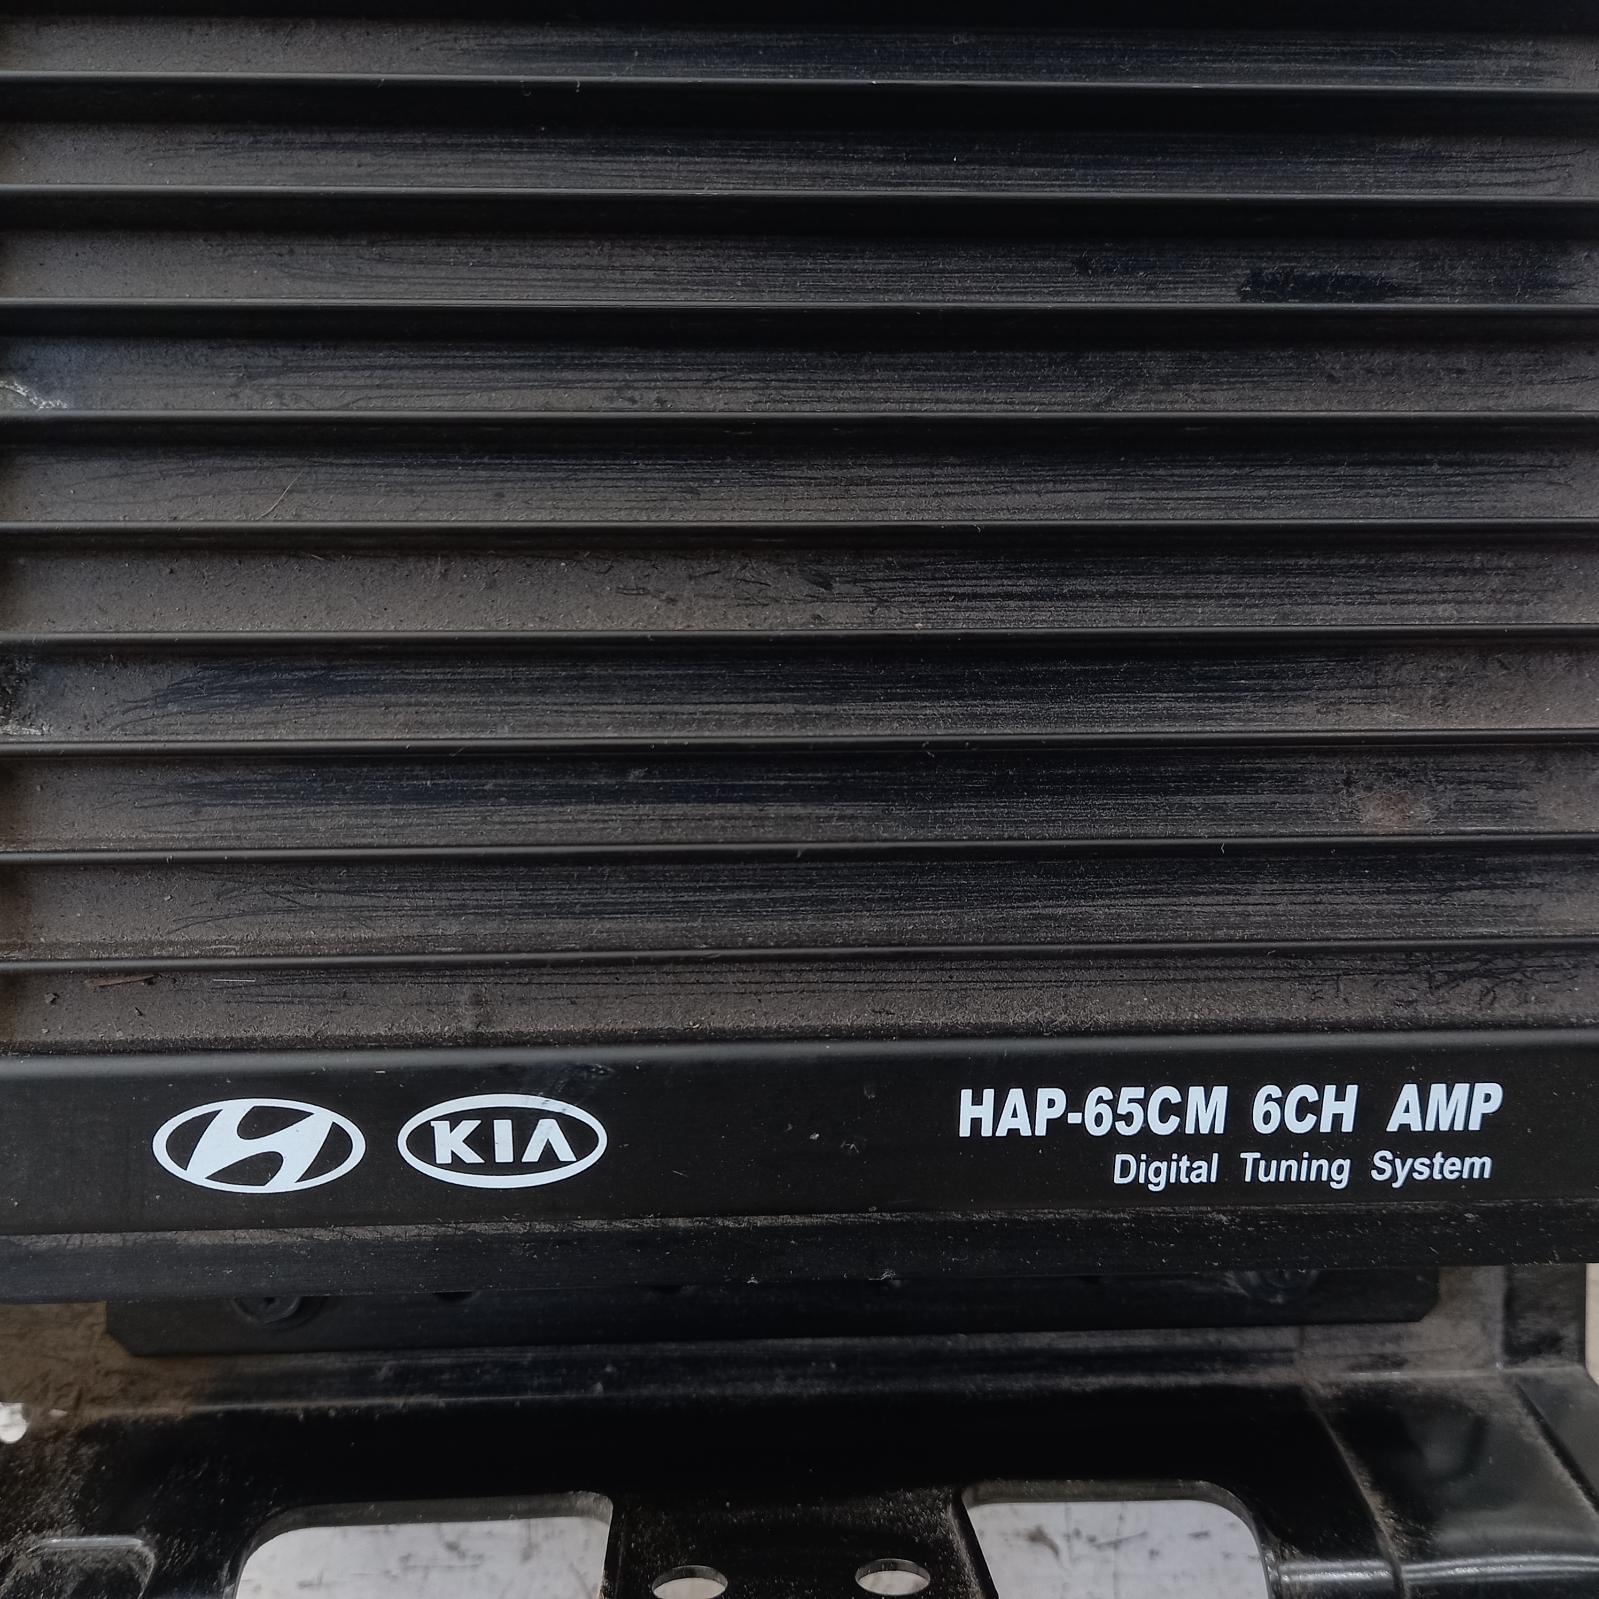 KIA
HAP-65CM 6CH AMP
Digital Tuning System